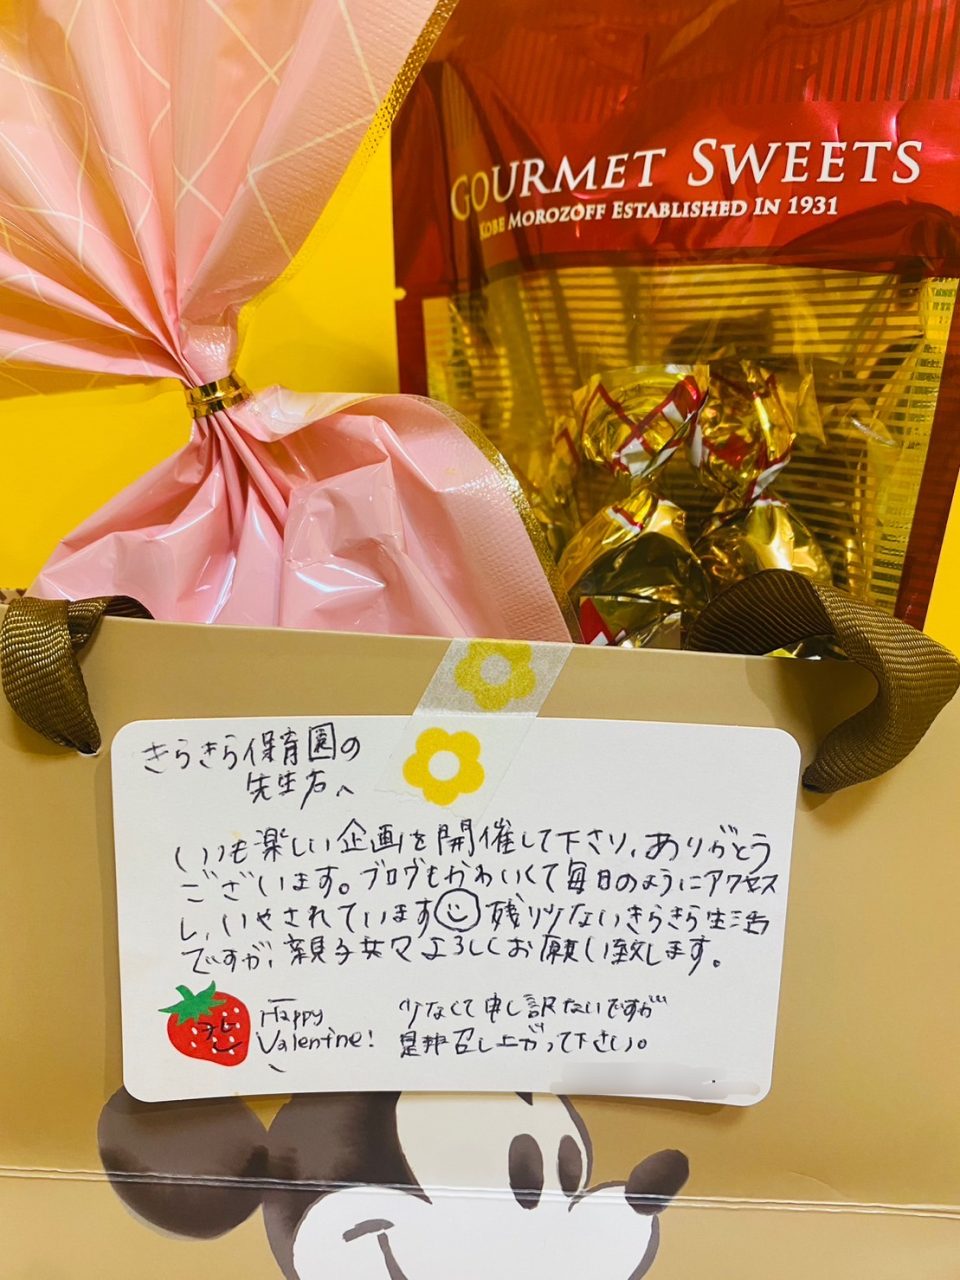 GOURMET SWEETS
KOBE MOROZOFF ESTABLISHED IN 1931
きらきら保育園の
先生方へ
いつも楽しい企画を開催して下さり、ありがとう
ございます。ブログもかわいくて毎日のようにアクセス
し、いやされています☺残り少ないきらきら生活
ですが、親子共々よろしくお願い致します。
Happy
Valentine!
少なくて申し訳ないですが
是非召し上がって下さい。